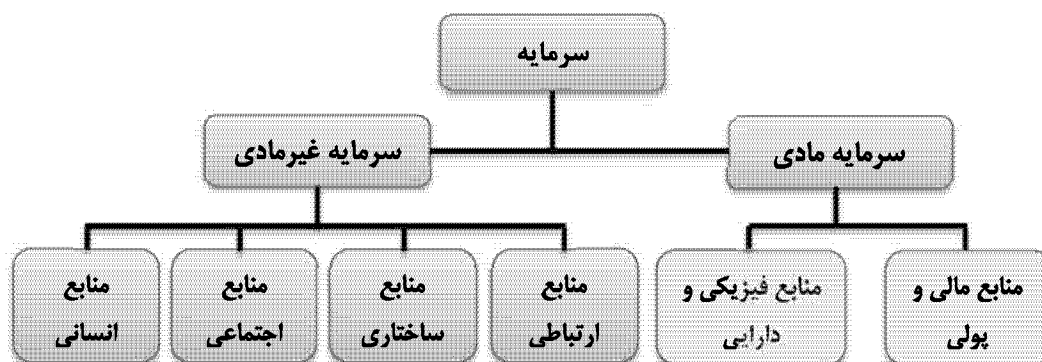 سرمایه
سرمایه مادی
سرمایه غیرمادی
منابع مالی و
پولی
منابع فیزیکی و
دارایی
منابع
ارتباطی
منابع
ساختاری
منابع
اجتماعی
منابع
انسانی